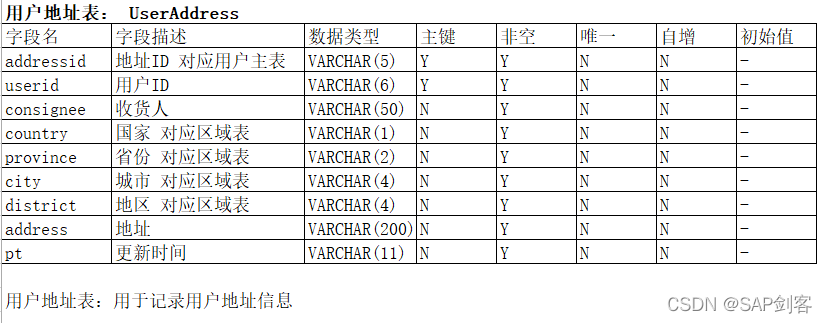 用户地址表： UserAddress
字段名 字段描述 数据类型 主键 非空 唯一 自增 初始值
addressid 地址ID 对应用户主表 VARCHAR(5) Y Y N N -
userid 用户ID VARCHAR(6) Y Y N N -
consignee 收货人 VARCHAR(50) N Y N N -
country 国家 对应区域表 VARCHAR(1) N Y N N -
province 省份 对应区域表 VARCHAR(2) N Y N N -
city 城市 对应区域表 VARCHAR(4) N Y N N -
district 地区 对应区域表 VARCHAR(4) N Y N N -
address 地址 VARCHAR(200) N Y N N -
pt 更新时间 VARCHAR(11) N Y N N -
用户地址表：用于记录用户地址信息
CSDN @SAP剑客